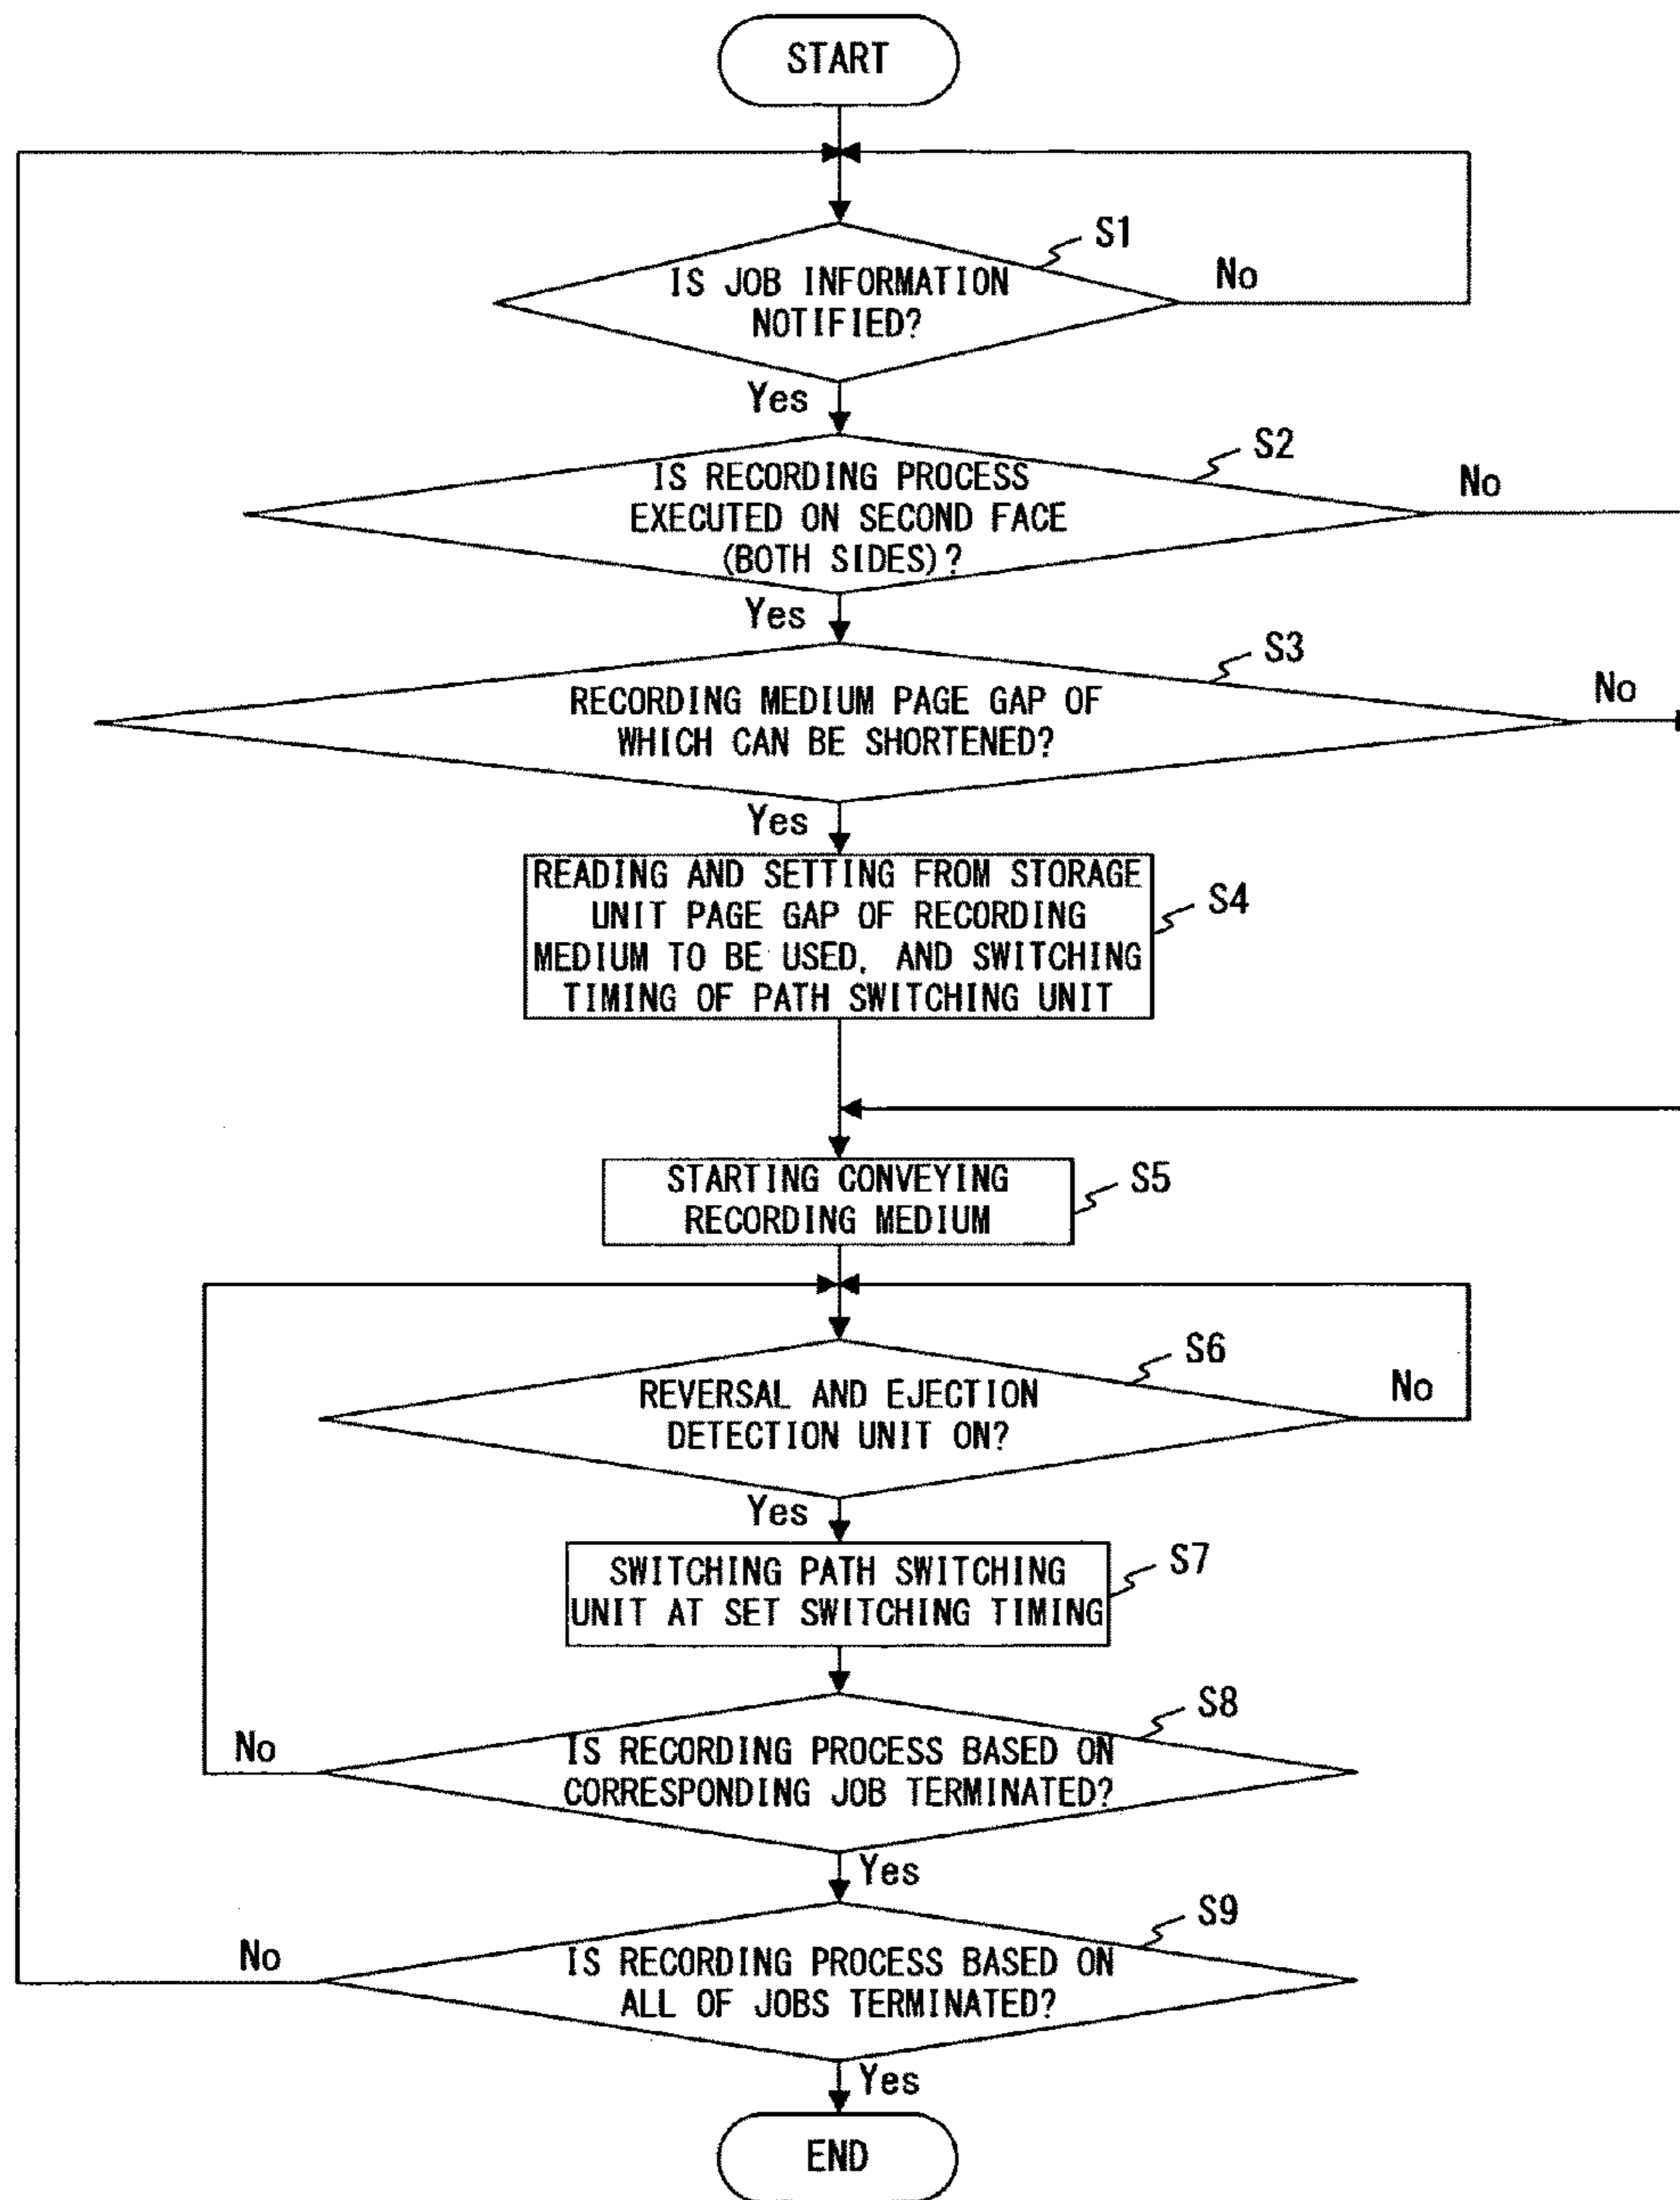 START
S1
IS JOB INFORMATION
NOTIFIED?
No
Yes
S2
IS RECORDING PROCESS
EXECUTED ON SECOND FACE
(BOTH SIDES)?
No
Yes
S3
RECORDING MEDIUM PAGE GAP OF
WHICH CAN BE SHORTENED?
No
Yes
READING AND SETTING FROM STORAGE
UNIT PAGE GAP OF RECORDING
MEDIUM TO BE USED, AND SWITCHING
TIMING OF PATH SWITCHING UNIT
S4
STARTING CONVEYING
RECORDING MEDIUM
S5
S6
REVERSAL AND EJECTION
DETECTION UNIT ON?
No
Yes
SWITCHING PATH SWITCHING
UNIT AT SET SWITCHING TIMING
S7
S8
IS RECORDING PROCESS BASED ON
CORRESPONDING JOB TERMINATED?
No
Yes
S9
IS RECORDING PROCESS BASED ON
ALL OF JOBS TERMINATED?
No
Yes
END